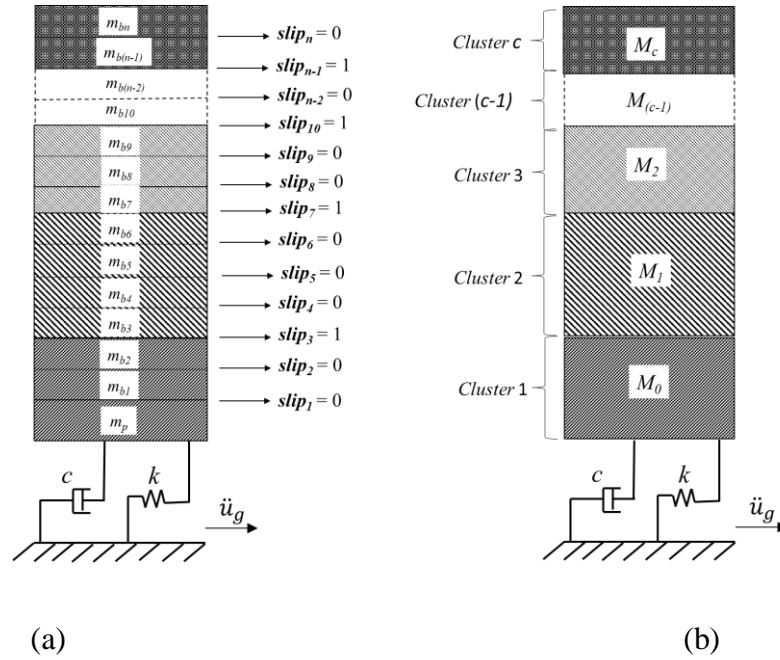 m_bn
slip_n = 0
m_b(n-1)
slip_n-1 = 1
m_b(n-2)
slip_n-2 = 0
m_b10
slip_10 = 1
m_b9
slip_9 = 0
m_b8
slip_8 = 0
m_b7
slip_7 = 1
m_b6
slip_6 = 0
m_b5
slip_5 = 0
m_b4
slip_4 = 0
m_b3
slip_3 = 1
m_b2
slip_2 = 0
m_b1
slip_1 = 0
m_p
c
k
ü_g
(a)
Cluster c
M_c
Cluster (c-1)
M_(c-1)
Cluster 3
M_2
Cluster 2
M_1
Cluster 1
M_0
c
k
ü_g
(b)